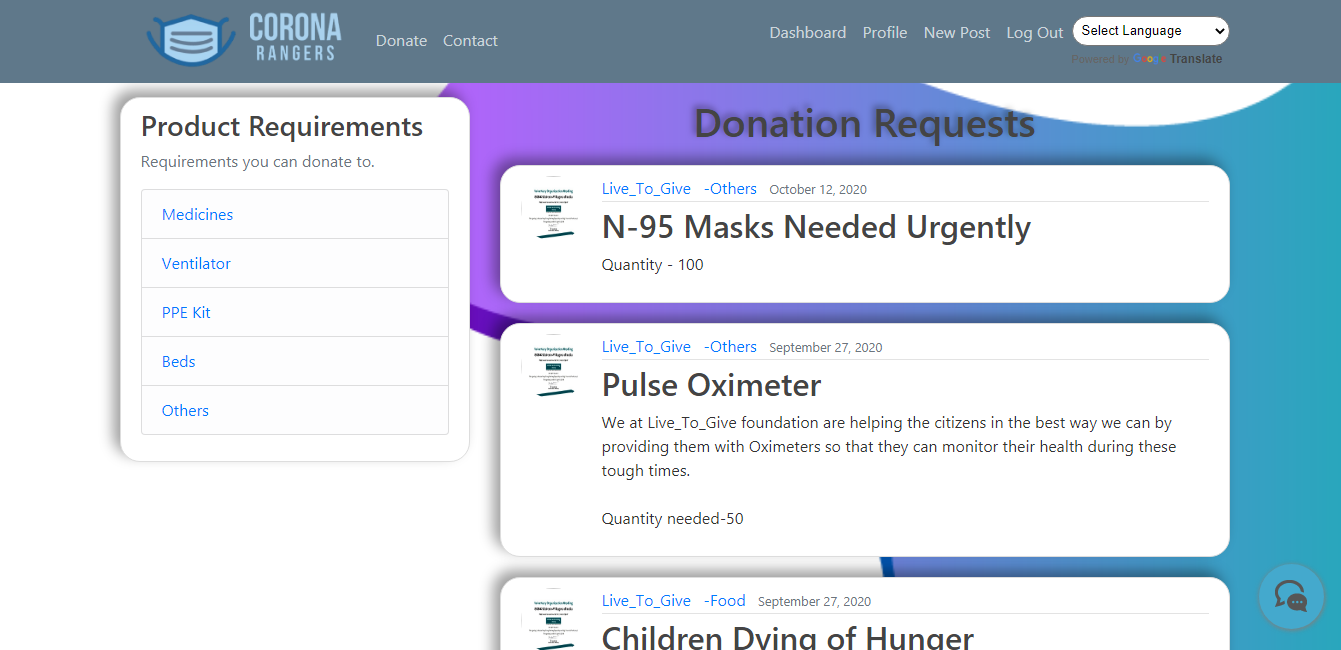 CORONA
RANGERS
Donate Contact
Dashboard Profile New Post Log Out Select Language
Powered by Google Translate
Product Requirements
Requirements you can donate to.
Medicines
Ventilator
PPE Kit
Beds
Others
Donation Requests
Live_To_Give -Others October 12, 2020
N-95 Masks Needed Urgently
Quantity - 100
Live_To_Give -Others September 27, 2020
Pulse Oximeter
We at Live_To_Give foundation are helping the citizens in the best way we can by
providing them with Oximeters so that they can monitor their health during these
tough times.
Quantity needed-50
Live_To_Give -Food September 27, 2020
Children Dying of Hunger